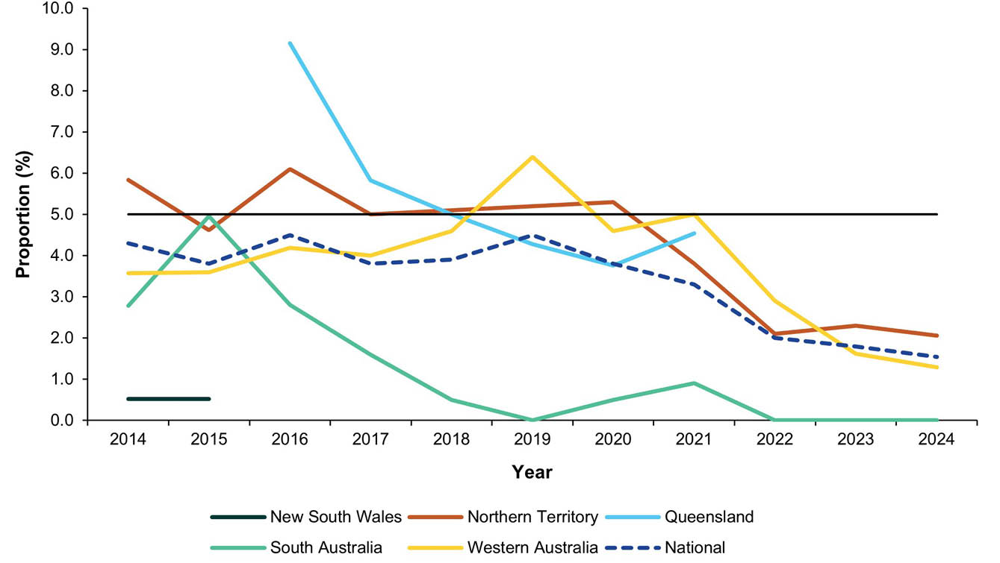 10.0
9.0
8.0
7.0
6.0
5.0
4.0
3.0
2.0
1.0
0.0
Proportion (%)
2014 2015 2016 2017 2018 2019 2020 2021 2022 2023 2024
Year
New South Wales Northern Territory Queensland
South Australia Western Australia National